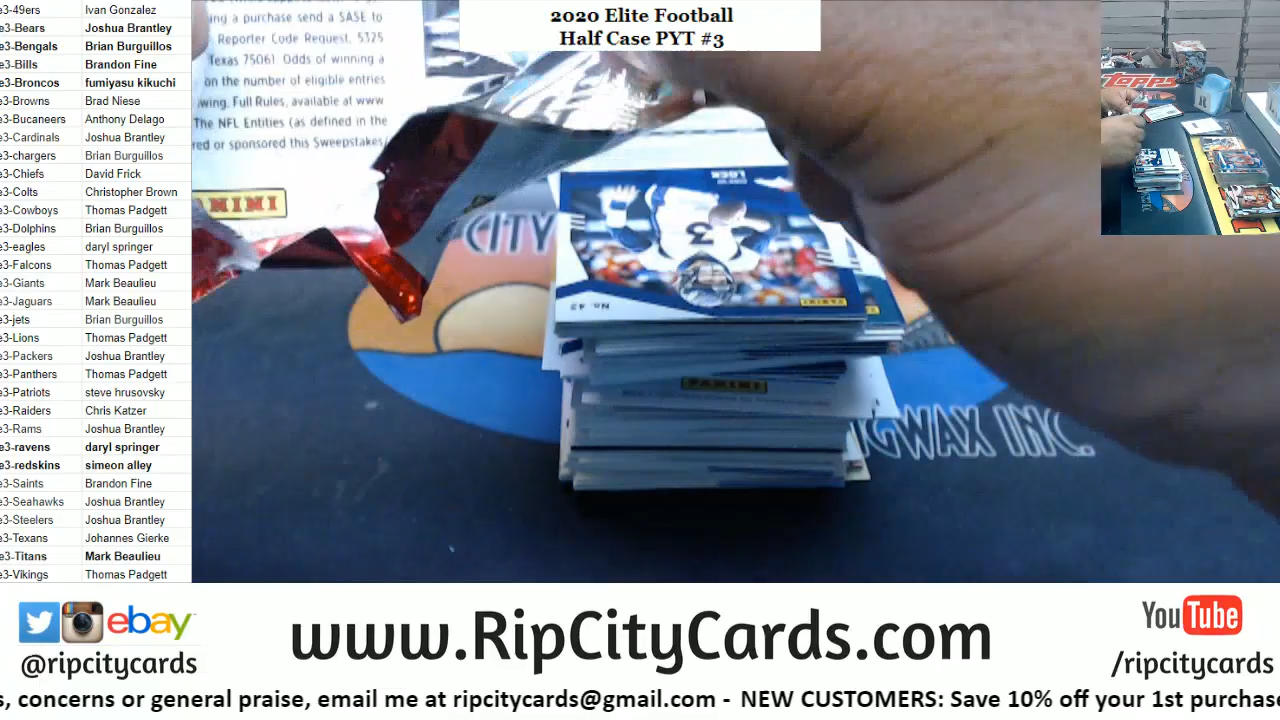 e3-49ers Ivan Gonzalez
e3-Bears Joshua Brantley
e3-Bengals Brian Burguillos
e3-Bills Brandon Fine
e3-Broncos fumiyasu kikuchi
e3-Browns Brad Niese
e3-Bucaneers Anthony Delago
e3-Cardinals Joshua Brantley
e3-chargers Brian Burguillos
e3-Chiefs David Frick
e3-Colts Christopher Brown
e3-Cowboys Thomas Padgett
e3-Dolphins Brian Burguillos
e3-eagles daryl springer
e3-Falcons Thomas Padgett
e3-Giants Mark Beaulieu
e3-Jaguars Mark Beaulieu
e3-jets Brian Burguillos
e3-Lions Thomas Padgett
e3-Packers Joshua Brantley
e3-Panthers Thomas Padgett
e3-Patriots steve hrusovsky
e3-Raiders Chris Katzer
e3-Rams Joshua Brantley
e3-ravens daryl springer
e3-redskins simeon alley
e3-Saints Brandon Fine
e3-Seahawks Joshua Brantley
e3-Steelers Joshua Brantley
e3-Texans Johannes Gierke
e3-Titans Mark Beaulieu
e3-Vikings Thomas Padgett
2020 Elite Football
Half Case PYT #3
ing a purchase send a SASE to
Reporter Code Request, 5325
Texas 75061. Odds of winning a
on the number of eligible entries
wing. Full Rules, available at www
The NFL Entities (as defined in the
red or sponsored this Sweepstakes
NINI
CITY
LOCK
3
No. 42
PANINI
PANINI
GWAX INC.
TOPPS
ebay
@ripcitycards
www.RipCityCards.com
YouTube
/ripcitycards
s, concerns or general praise, email me at ripcitycards@gmail.com - NEW CUSTOMERS: Save 10% off your 1st purchase